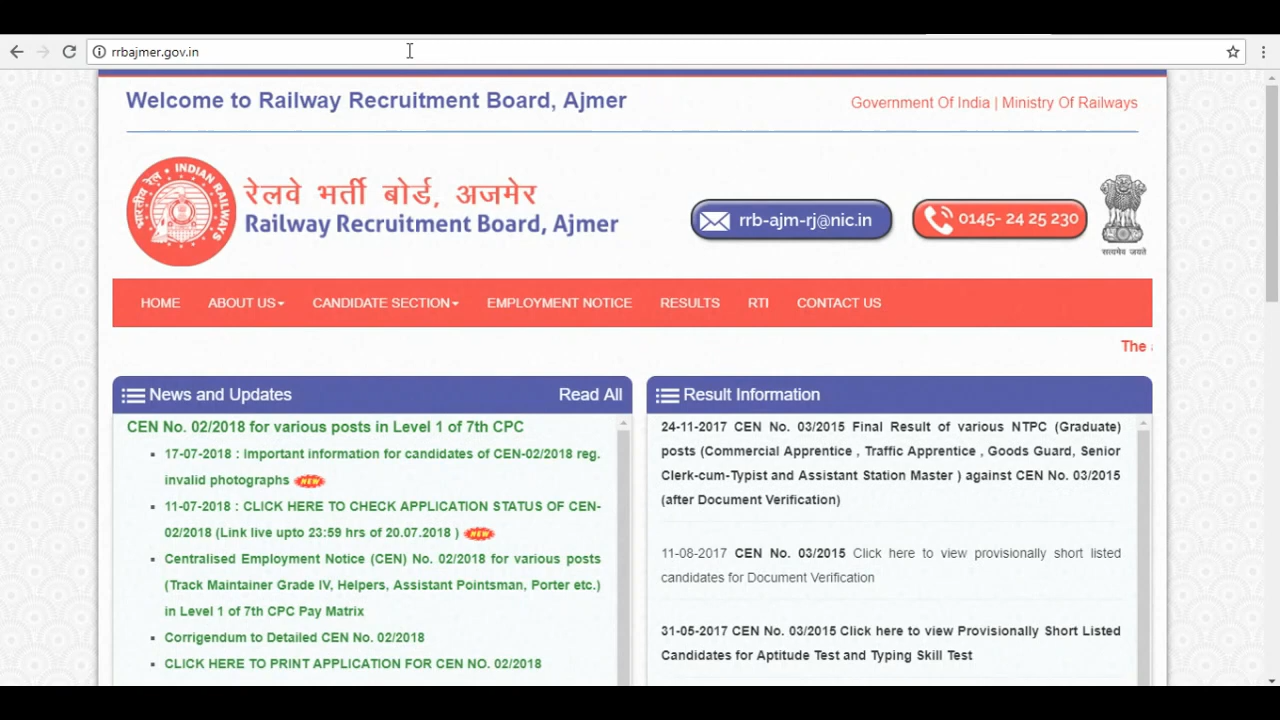 rrbajmer.gov.in
Welcome to Railway Recruitment Board, Ajmer
Government Of India | Ministry Of Railways
भारतीय रेल • INDIAN RAILWAYS
रेलवे भर्ती बोर्ड, अजमेर
Railway Recruitment Board, Ajmer
rrb-ajm-rj@nic.in
0145- 24 25 230
सत्यमेव जयते
HOME ABOUT US CANDIDATE SECTION EMPLOYMENT NOTICE RESULTS RTI CONTACT US
The
News and Updates Read All
CEN No. 02/2018 for various posts in Level 1 of 7th CPC
17-07-2018 : Important information for candidates of CEN-02/2018 reg.
invalid photographs NEW
11-07-2018 : CLICK HERE TO CHECK APPLICATION STATUS OF CEN-
02/2018 (Link live upto 23:59 hrs of 20.07.2018 ) NEW
Centralised Employment Notice (CEN) No. 02/2018 for various posts
(Track Maintainer Grade IV, Helpers, Assistant Pointsman, Porter etc.)
in Level 1 of 7th CPC Pay Matrix
Corrigendum to Detailed CEN No. 02/2018
CLICK HERE TO PRINT APPLICATION FOR CEN NO. 02/2018
Result Information
24-11-2017 CEN No. 03/2015 Final Result of various NTPC (Graduate)
posts (Commercial Apprentice , Traffic Apprentice , Goods Guard, Senior
Clerk-cum-Typist and Assistant Station Master ) against CEN No. 03/2015
(after Document Verification)
11-08-2017 CEN No. 03/2015 Click here to view provisionally short listed
candidates for Document Verification
31-05-2017 CEN No. 03/2015 Click here to view Provisionally Short Listed
Candidates for Aptitude Test and Typing Skill Test